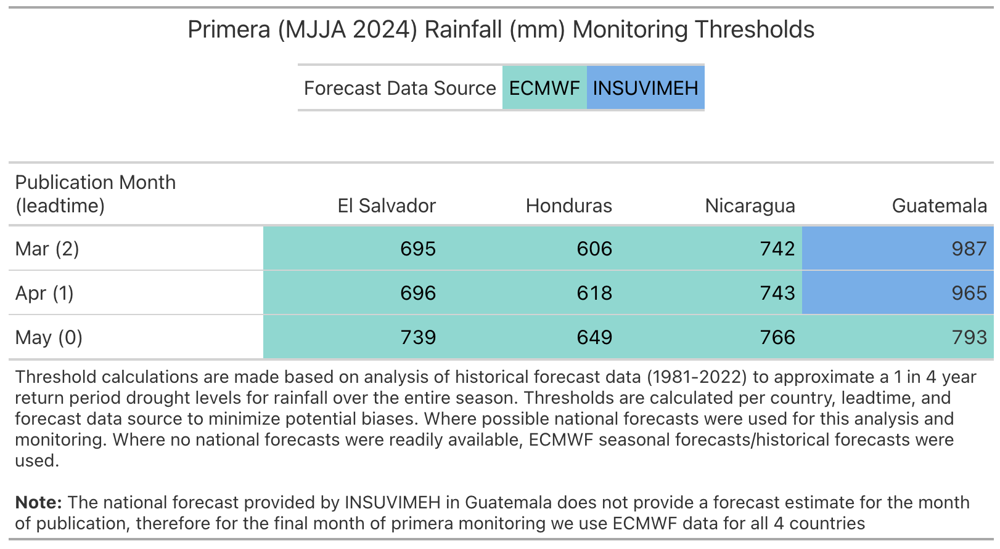 Primera (MJJA 2024) Rainfall (mm) Monitoring Thresholds
Forecast Data Source ECMWF INSUVIMEH
Publication Month
(leadtime) El Salvador Honduras Nicaragua Guatemala
Mar (2) 695 606 742 987
Apr (1) 696 618 743 965
May (0) 739 649 766 793
Threshold calculations are made based on analysis of historical forecast data (1981-2022) to approximate a 1 in 4 year
return period drought levels for rainfall over the entire season. Thresholds are calculated per country, leadtime, and
forecast data source to minimize potential biases. Where possible national forecasts were used for this analysis and
monitoring. Where no national forecasts were readily available, ECMWF seasonal forecasts/historical forecasts were
used.
Note: The national forecast provided by INSUVIMEH in Guatemala does not provide a forecast estimate for the month
of publication, therefore for the final month of primera monitoring we use ECMWF data for all 4 countries